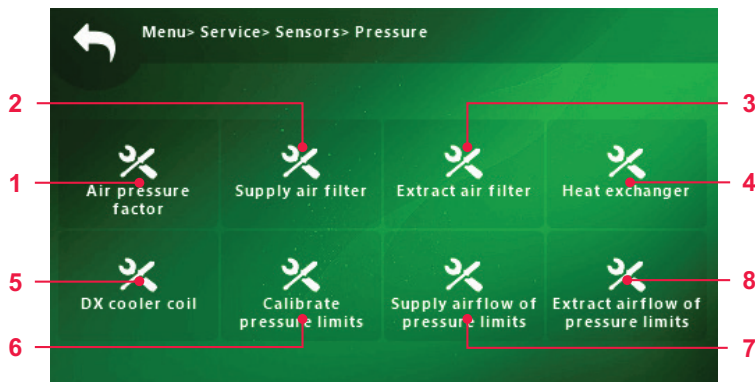 Menu> Service> Sensors> Pressure
2
3
1
Air pressure
factor
Supply air filter
Extract air filter
Heat exchanger
4
5
DX cooler coil
Calibrate
pressure limits
Supply airflow of
pressure limits
Extract airflow of
pressure limits
8
6
7